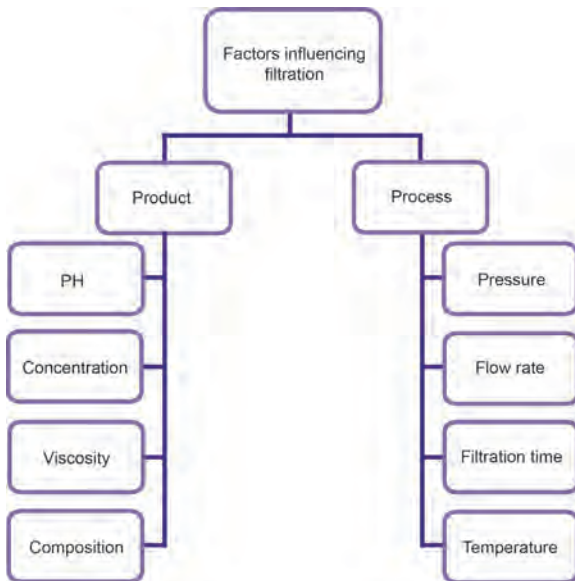 Factors influencing
filtration
Product
Process
PH
Concentration
Viscosity
Composition
Pressure
Flow rate
Filtration time
Temperature